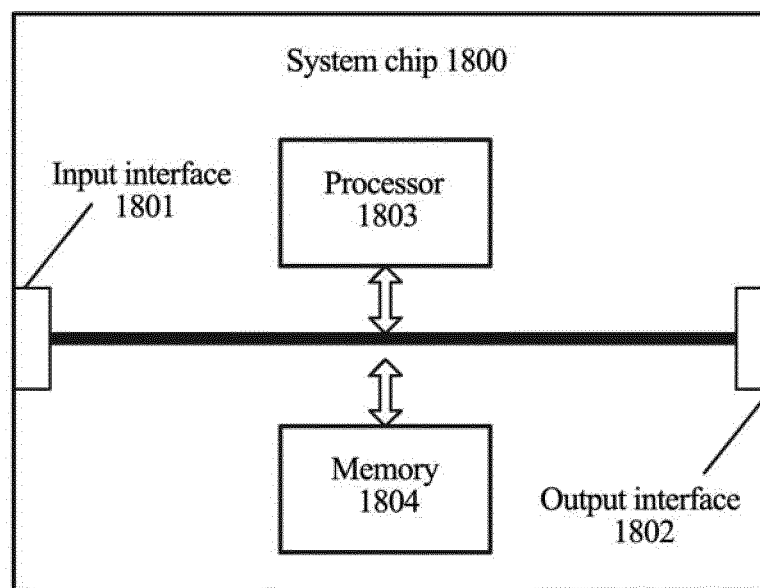 System chip 1800
Input interface
1801
Processor
1803
Memory
1804
Output interface
1802